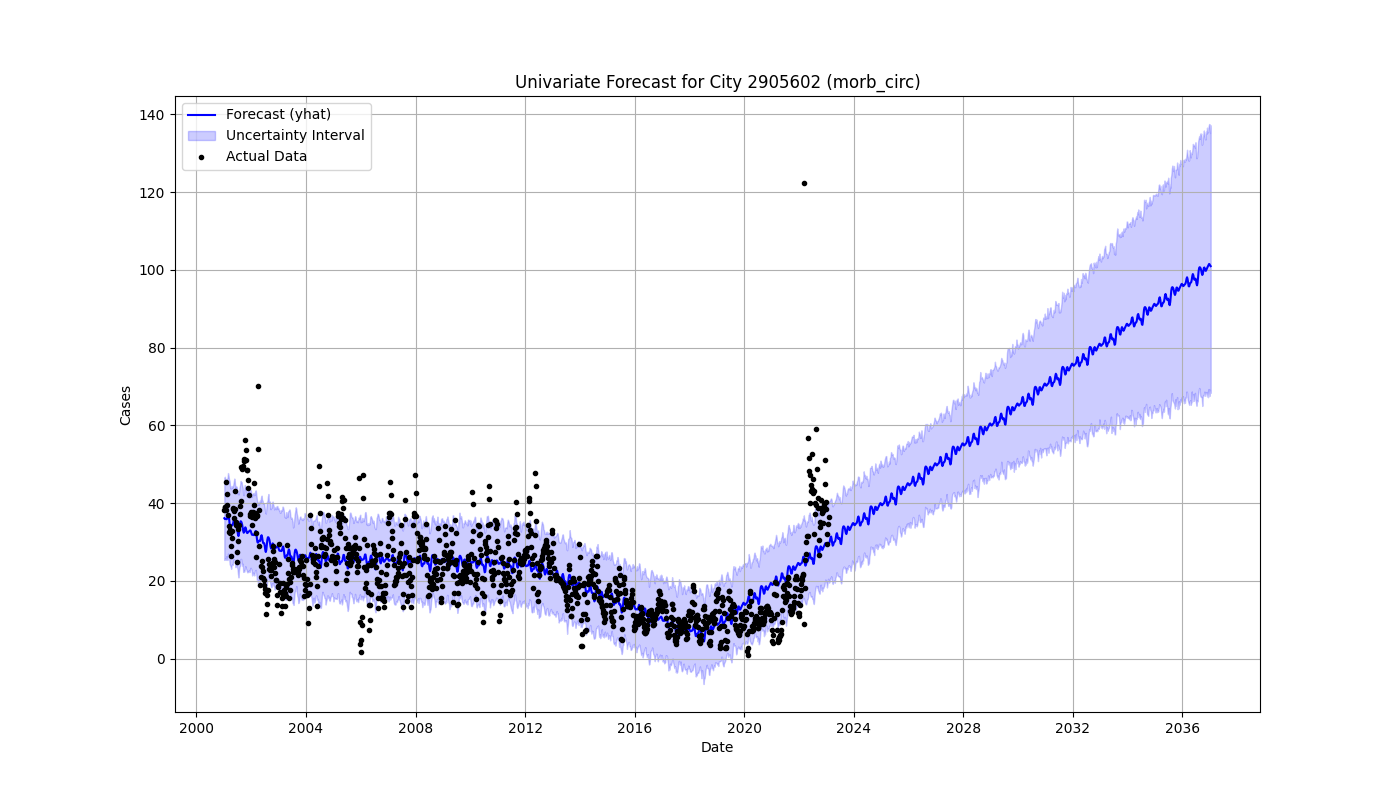 Univariate Forecast for City 2905602 (morb_circ)
Forecast (yhat)
Uncertainty Interval
Actual Data
140
120
100
80
60
40
20
0
Cases
2000 2004 2008 2012 2016 2020 2024 2028 2032 2036
Date